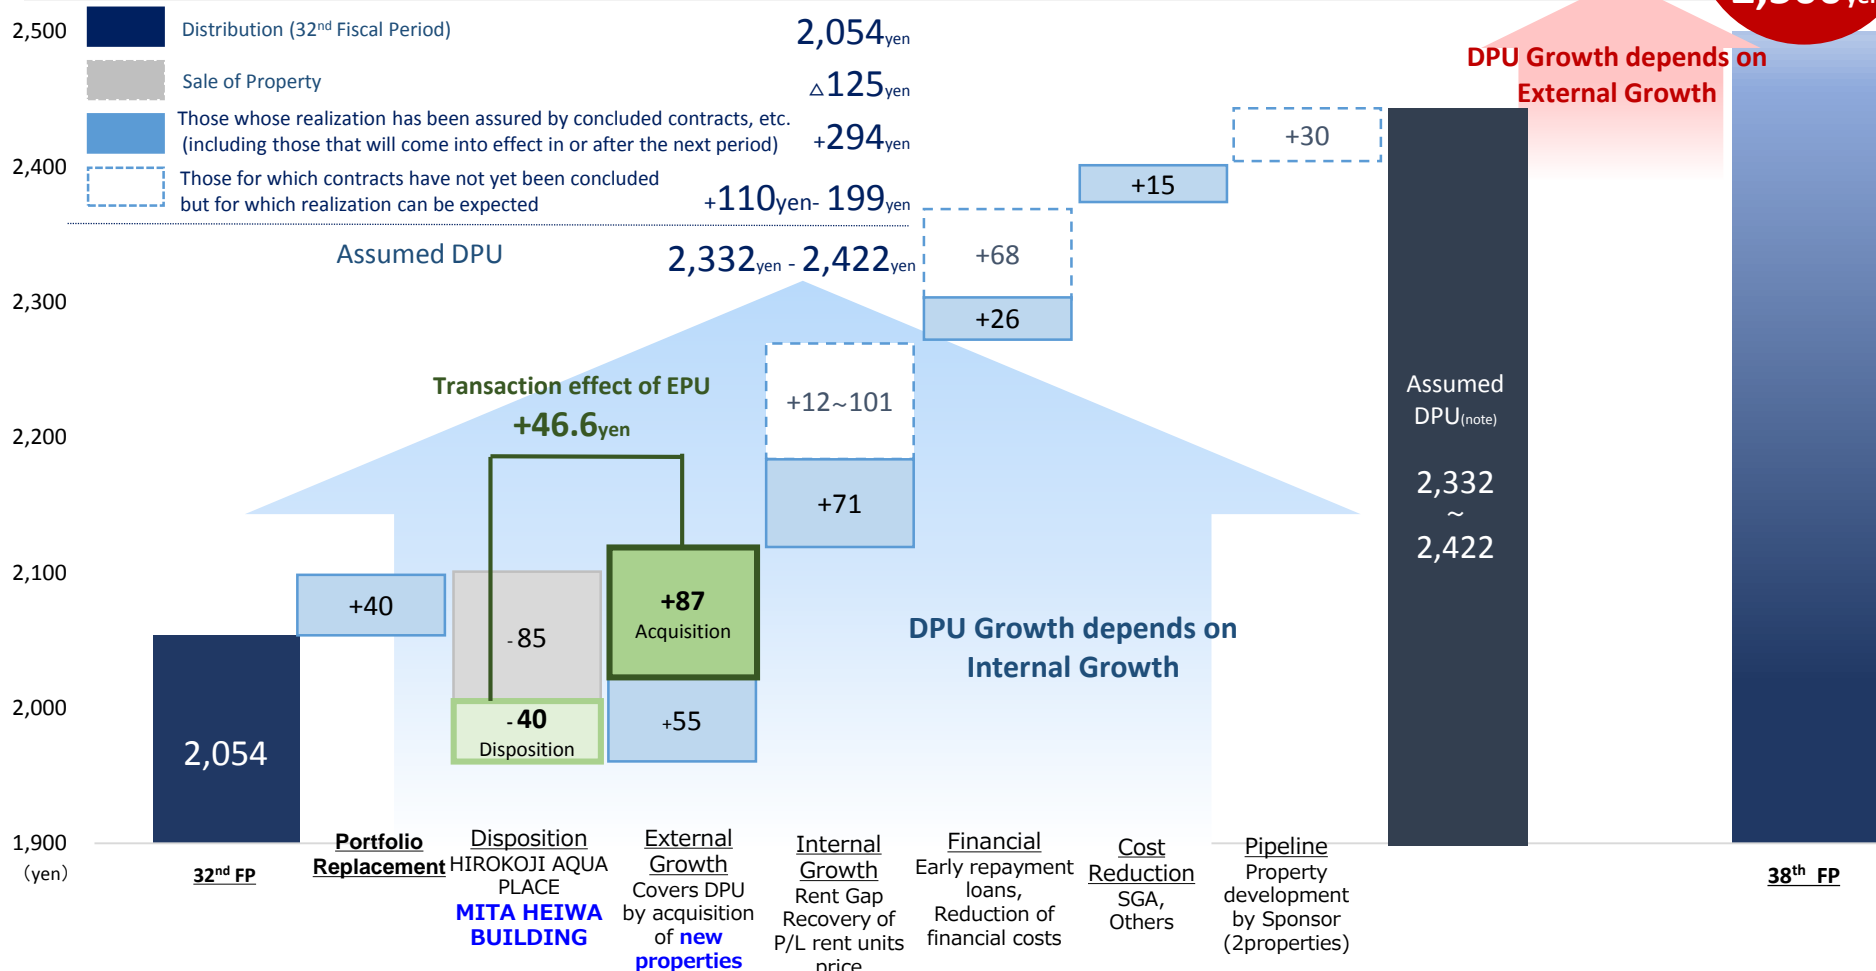 2,500
2,400
2,300
2,200
2,100
2,000
1,900
(yen)
Distribution (32nd Fiscal Period)
2,054yen
Sale of Property
△125yen
Those whose realization has been assured by concluded contracts, etc.
(including those that will come into effect in or after the next period)
+294yen
Those for which contracts have not yet been concluded
but for which realization can be expected
+110yen- 199yen
Assumed DPU
2,332yen - 2,422yen
DPU Growth depends on
External Growth
yen
Transaction effect of EPU
+46.6yen
2,054
+40
- 85
- 40
Disposition
+87
Acquisition
+55
+12~101
+71
+68
+26
+15
+30
Assumed
DPU(note)
2,332
~
2,422
DPU Growth depends on
Internal Growth
32nd FP
Portfolio
Replacement
Disposition
HIROKOJI AQUA
PLACE
MITA HEIWA
BUILDING
External
Growth
Covers DPU
by acquisition
of new
properties
Internal
Growth
Rent Gap
Recovery of
P/L rent units
price
Financial
Early repayment
loans,
Reduction of
financial costs
Cost
Reduction
SGA,
Others
Pipeline
Property
development
by Sponsor
(2properties)
38th FP